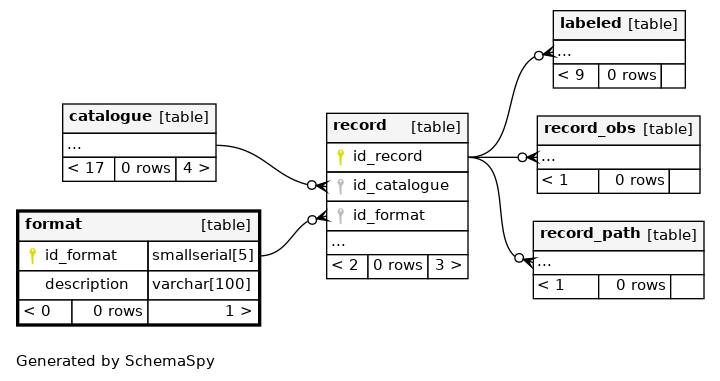 labeled [table]
...
< 9 0 rows
catalogue [table]
...
< 17 0 rows 4 >
record [table]
id_record
id_catalogue
id_format
...
< 2 0 rows 3 >
record_obs [table]
...
< 1 0 rows
format [table]
id_format smallserial[5]
description varchar[100]
< 0 0 rows 1 >
record_path [table]
...
< 1 0 rows
Generated by SchemaSpy